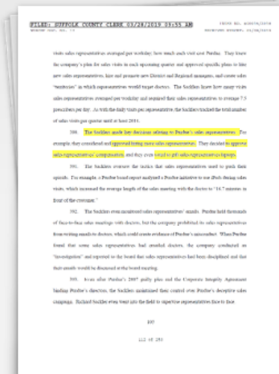 FILED: SUFFOLK COUNTY CLERK 03/28/2019 09:55 AM
visits sales representatives averaged per workday; how much each visit cost Purdue. They knew
the company's plan for sales visits in each upcoming quarter and approved specific plans to hire
new sales representatives, hire and promote new District and Regional managers, and create sales
"territories" in which representatives would target doctors. The Sacklers knew how many visits
sales representatives averaged per workday and required their sales representatives to average 7.5
prescribers per day. As with the daily visits per representative, the Sacklers tracked the total number
of sales visits per quarter until at least 2014.
The Sacklers made key decisions relating to Purdue's sales representatives. For
example, they considered and approved hiring more sales representatives. They decided to approve
sales representatives' compensation, and they even voted to gift sales representatives laptops.
The Sacklers oversaw the tactics that sales representatives used to push their
opioids. For example, a Purdue board report analyzed a Purdue initiative to use iPads during sales
visits, which increased the average length of the sales meeting with the doctor to "16.7 minutes in
front of the customer."
The Sacklers even monitored sales representatives' emails. Purdue held thousands
of face-to-face sales meetings with doctors, but the company prohibited its sales representatives
from writing emails to doctors, which could create evidence of Purdue's misconduct. When Purdue
found that some sales representatives had emailed doctors, the company conducted an
"investigation" and reported to the board that sales representatives had been disciplined and that
their emails would be discussed at the board meeting.
Even after Purdue's 2007 guilty plea and the Corporate Integrity Agreement
binding Purdue's directors, the Sacklers maintained their control over Purdue's deceptive sales
campaign. Richard Sackler even went into the field to supervise representatives face to face